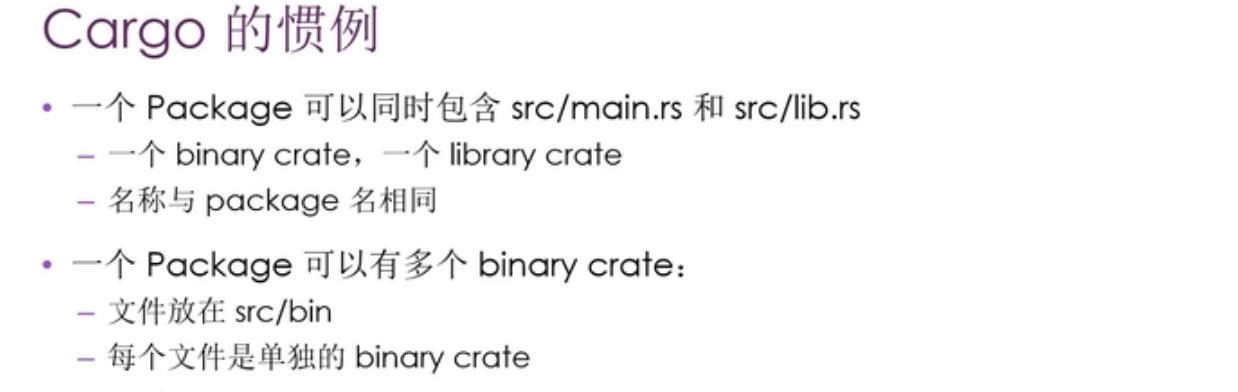 Cargo 的惯例
• 一个 Package 可以同时包含 src/main.rs 和 src/lib.rs
– 一个 binary crate，一个 library crate
– 名称与 package 名相同
• 一个 Package 可以有多个 binary crate：
– 文件放在 src/bin
– 每个文件是单独的 binary crate